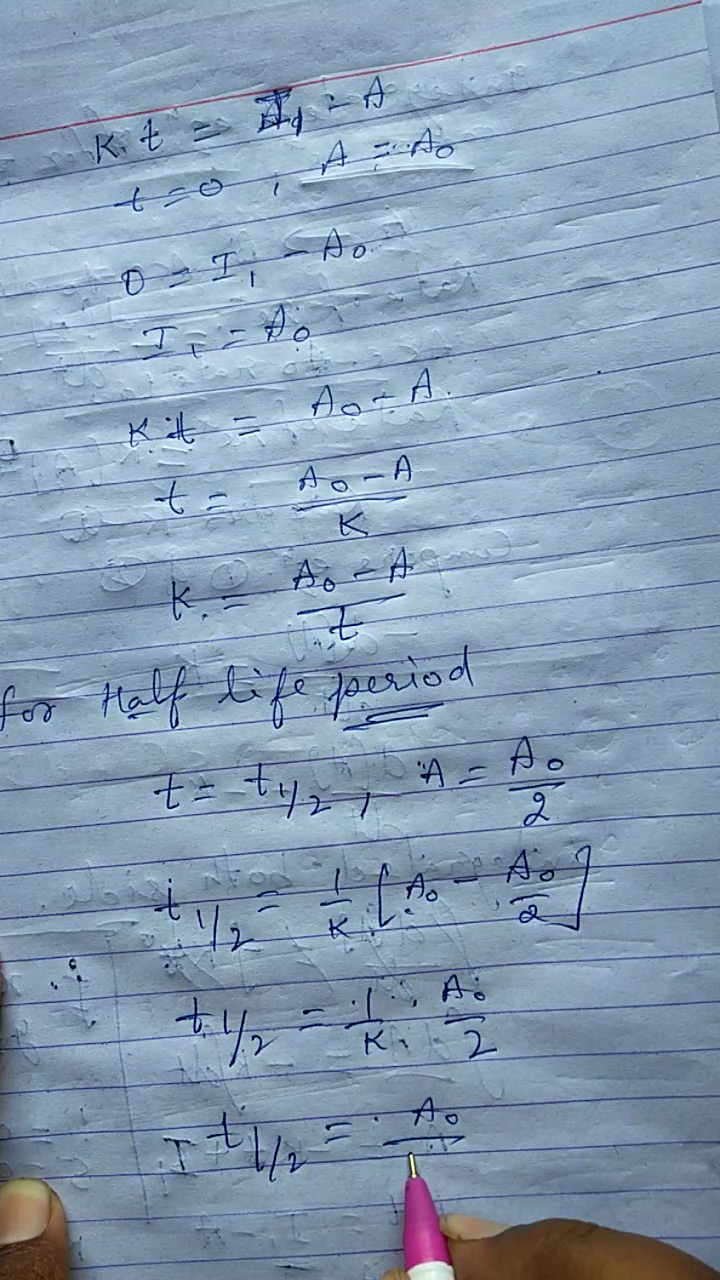 K. t = I1 - A
t = 0 , A = A0
0 = I1 - A0
I1 = A0
K t = A0 - A
t = A0 - A / K
K = A0 - A / t
for Half life period
t = t1/2 , A = A0 / 2
t1/2 = 1/K [A0 - A0/2]
t1/2 = 1/K . A0/2
t1/2 = A0